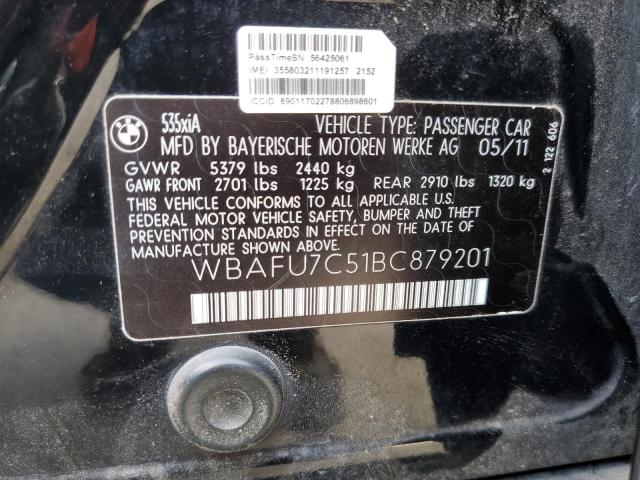 PassTimeSN: 56425061
IMEI: 355803211191257 2152
ICCID: 89011702278806898601
BMW
535xiA VEHICLE TYPE: PASSENGER CAR
MFD BY BAYERISCHE MOTOREN WERKE AG 05/11
GVWR 5379 lbs 2440 kg
GAWR FRONT 2701 lbs 1225 kg REAR 2910 lbs 1320 kg
THIS VEHICLE CONFORMS TO ALL APPLICABLE U.S.
FEDERAL MOTOR VEHICLE SAFETY, BUMPER AND THEFT
PREVENTION STANDARDS IN EFFECT ON THE DATE OF
MANUFACTURE SHOWN ABOVE.
WBAFU7C51BC879201
2 122 606